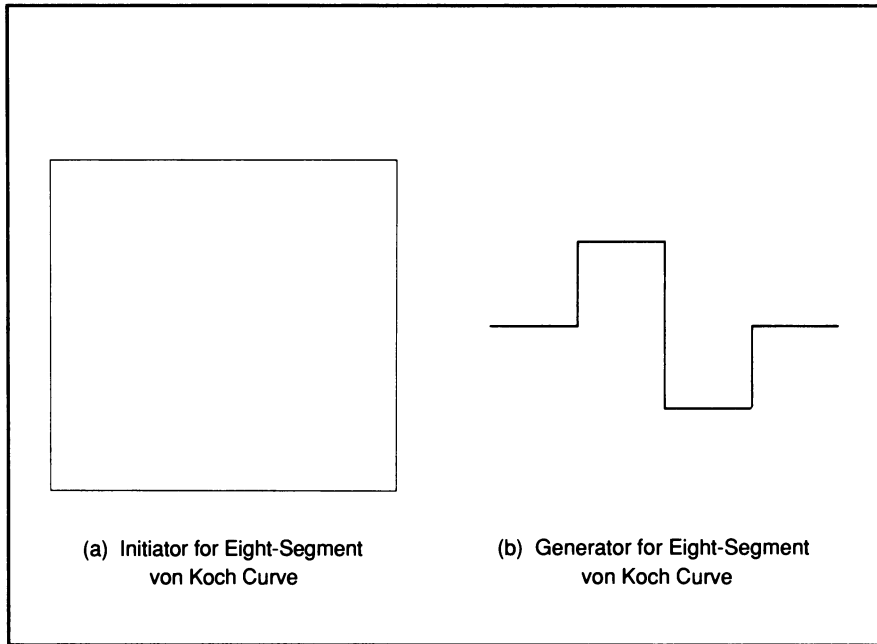 (a) Initiator for Eight-Segment
von Koch Curve
(b) Generator for Eight-Segment
von Koch Curve